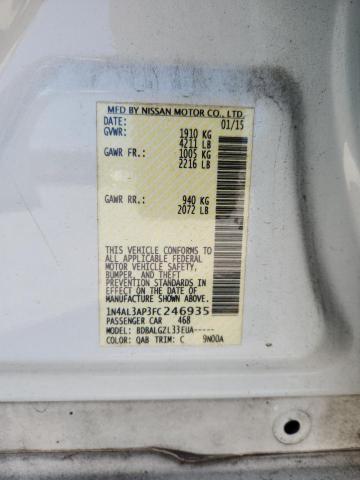 MFD BY NISSAN MOTOR CO., LTD.
DATE: 01/15
GVWR: 1910 KG
4211 LB
GAWR FR.: 1005 KG
2216 LB
GAWR RR.: 940 KG
2072 LB
THIS VEHICLE CONFORMS TO
ALL APPLICABLE FEDERAL
MOTOR VEHICLE SAFETY,
BUMPER, AND THEFT
PREVENTION STANDARDS IN
EFFECT ON THE DATE OF
MANUFACTURE SHOWN ABOVE.
1N4AL3AP3FC246935
PASSENGER CAR 468
MODEL: BDBALGZL33EUA-----
COLOR: QAB TRIM: C 9N00A